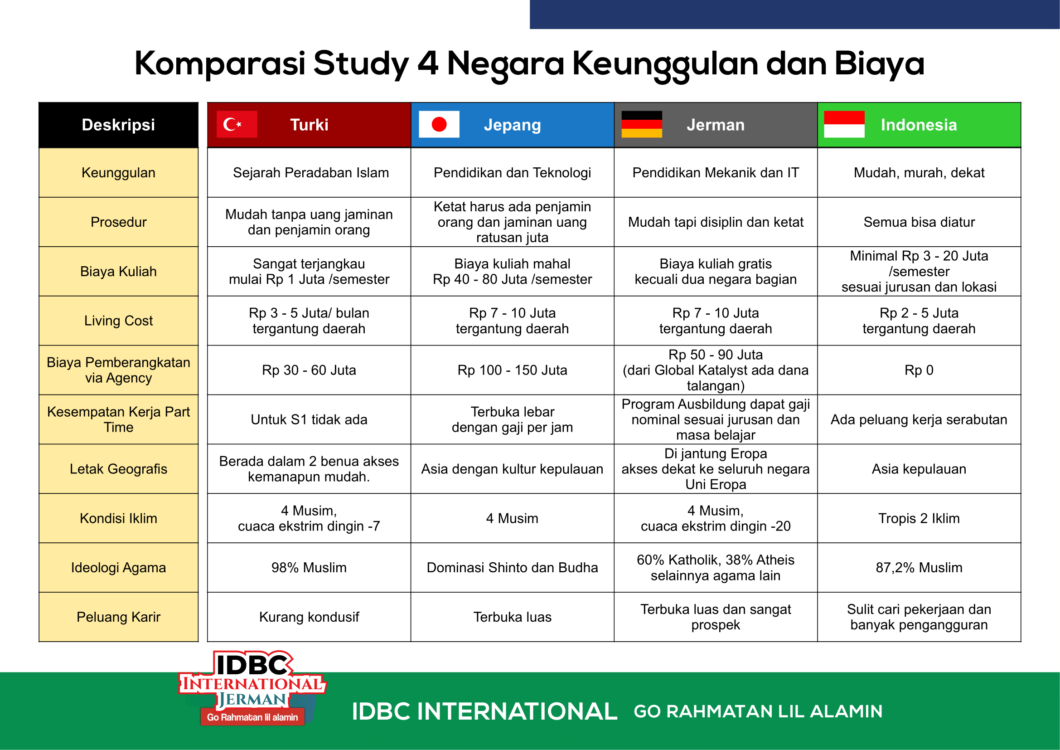 Komparasi Study 4 Negara Keunggulan dan Biaya
Deskripsi
Turki
Jepang
Jerman
Indonesia
Keunggulan
Sejarah Peradaban Islam
Pendidikan dan Teknologi
Pendidikan Mekanik dan IT
Mudah, murah, dekat
Prosedur
Mudah tanpa uang jaminan
dan penjamin orang
Ketat harus ada penjamin
orang dan jaminan uang
ratusan juta
Mudah tapi disiplin dan ketat
Semua bisa diatur
Biaya Kuliah
Sangat terjangkau
mulai Rp 1 Juta /semester
Biaya kuliah mahal
Rp 40 - 80 Juta /semester
Biaya kuliah gratis
kecuali dua negara bagian
Minimal Rp 3 - 20 Juta
/semester
sesuai jurusan dan lokasi
Living Cost
Rp 3 - 5 Juta/ bulan
tergantung daerah
Rp 7 - 10 Juta
tergantung daerah
Rp 7 - 10 Juta
tergantung daerah
Rp 2 - 5 Juta
tergantung daerah
Biaya Pemberangkatan
via Agency
Rp 30 - 60 Juta
Rp 100 - 150 Juta
Rp 50 - 90 Juta
(dari Global Katalyst ada dana
talangan)
Rp 0
Kesempatan Kerja Part
Time
Untuk S1 tidak ada
Terbuka lebar
dengan gaji per jam
Program Ausbildung dapat gaji
nominal sesuai jurusan dan
masa belajar
Ada peluang kerja serabutan
Letak Geografis
Berada dalam 2 benua akses
kemanapun mudah.
Asia dengan kultur kepulauan
Di jantung Eropa
akses dekat ke seluruh negara
Uni Eropa
Asia kepulauan
Kondisi Iklim
4 Musim,
cuaca ekstrim dingin -7
4 Musim
4 Musim,
cuaca ekstrim dingin -20
Tropis 2 Iklim
Ideologi Agama
98% Muslim
Dominasi Shinto dan Budha
60% Katholik, 38% Atheis
selainnya agama lain
87,2% Muslim
Peluang Karir
Kurang kondusif
Terbuka luas
Terbuka luas dan sangat
prospek
Sulit cari pekerjaan dan
banyak pengangguran
IDBC
INTERNATIONAL
JERMAN
Go Rahmatan lil alamin
IDBC INTERNATIONAL GO RAHMATAN LIL ALAMIN